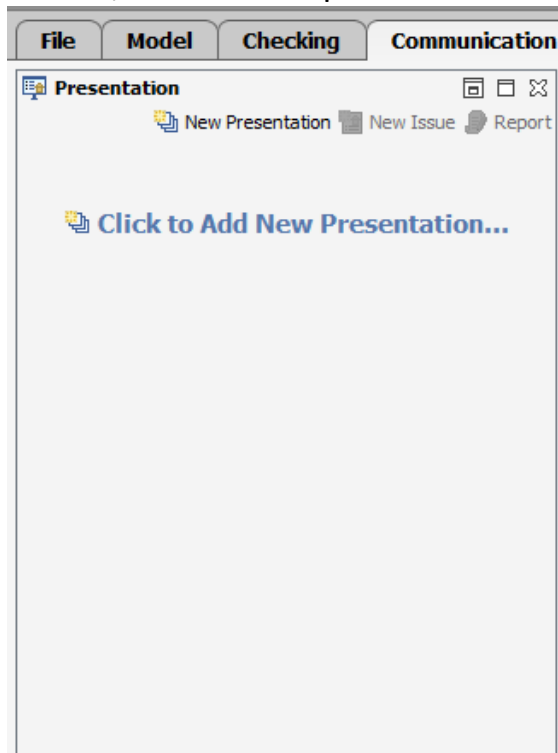 File Model Checking Communication
Presentation
New Presentation New Issue Report
Click to Add New Presentation...